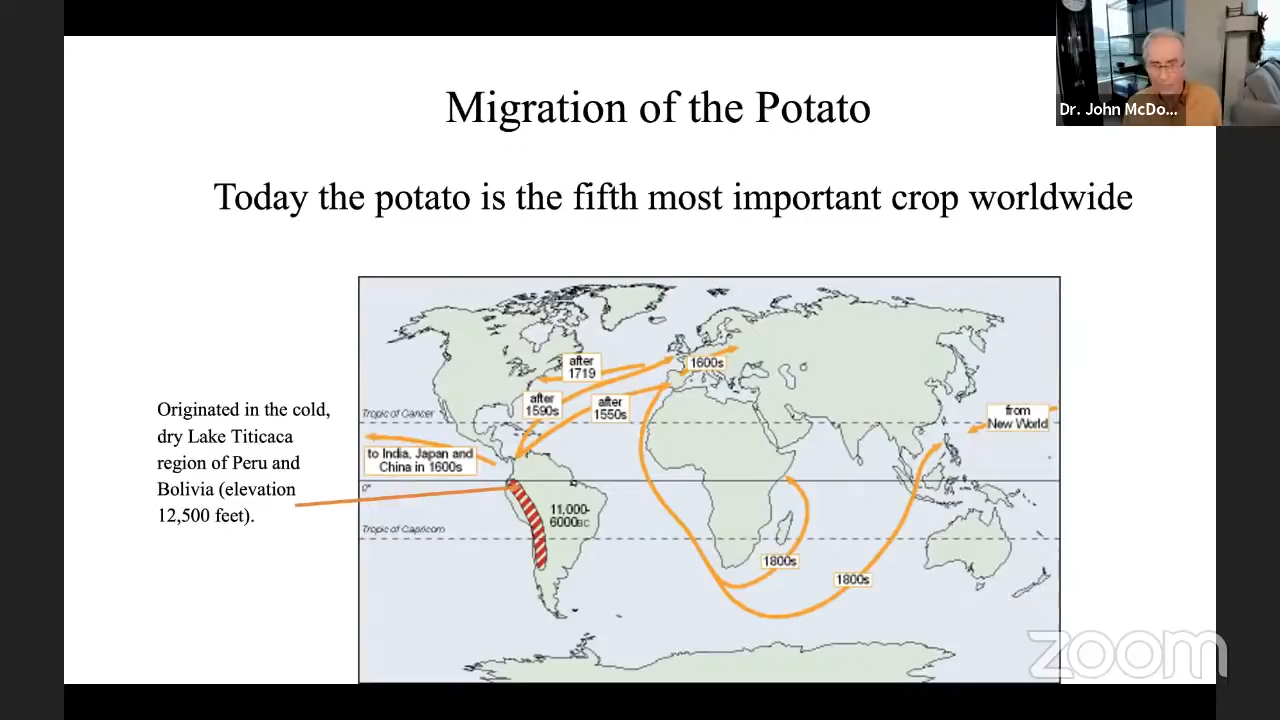 Migration of the Potato
Dr. John McDo...
Today the potato is the fifth most important crop worldwide
Originated in the cold,
dry Lake Titicaca
region of Peru and
Bolivia (elevation
12,500 feet).
after
1719
1600s
after
1590s
after
1550s
Tropic of Cancer
from
New World
to India, Japan and
China in 1600s
0°
11,000-
6000BC
Tropic of Capricorn
1800s
1800s
zoom